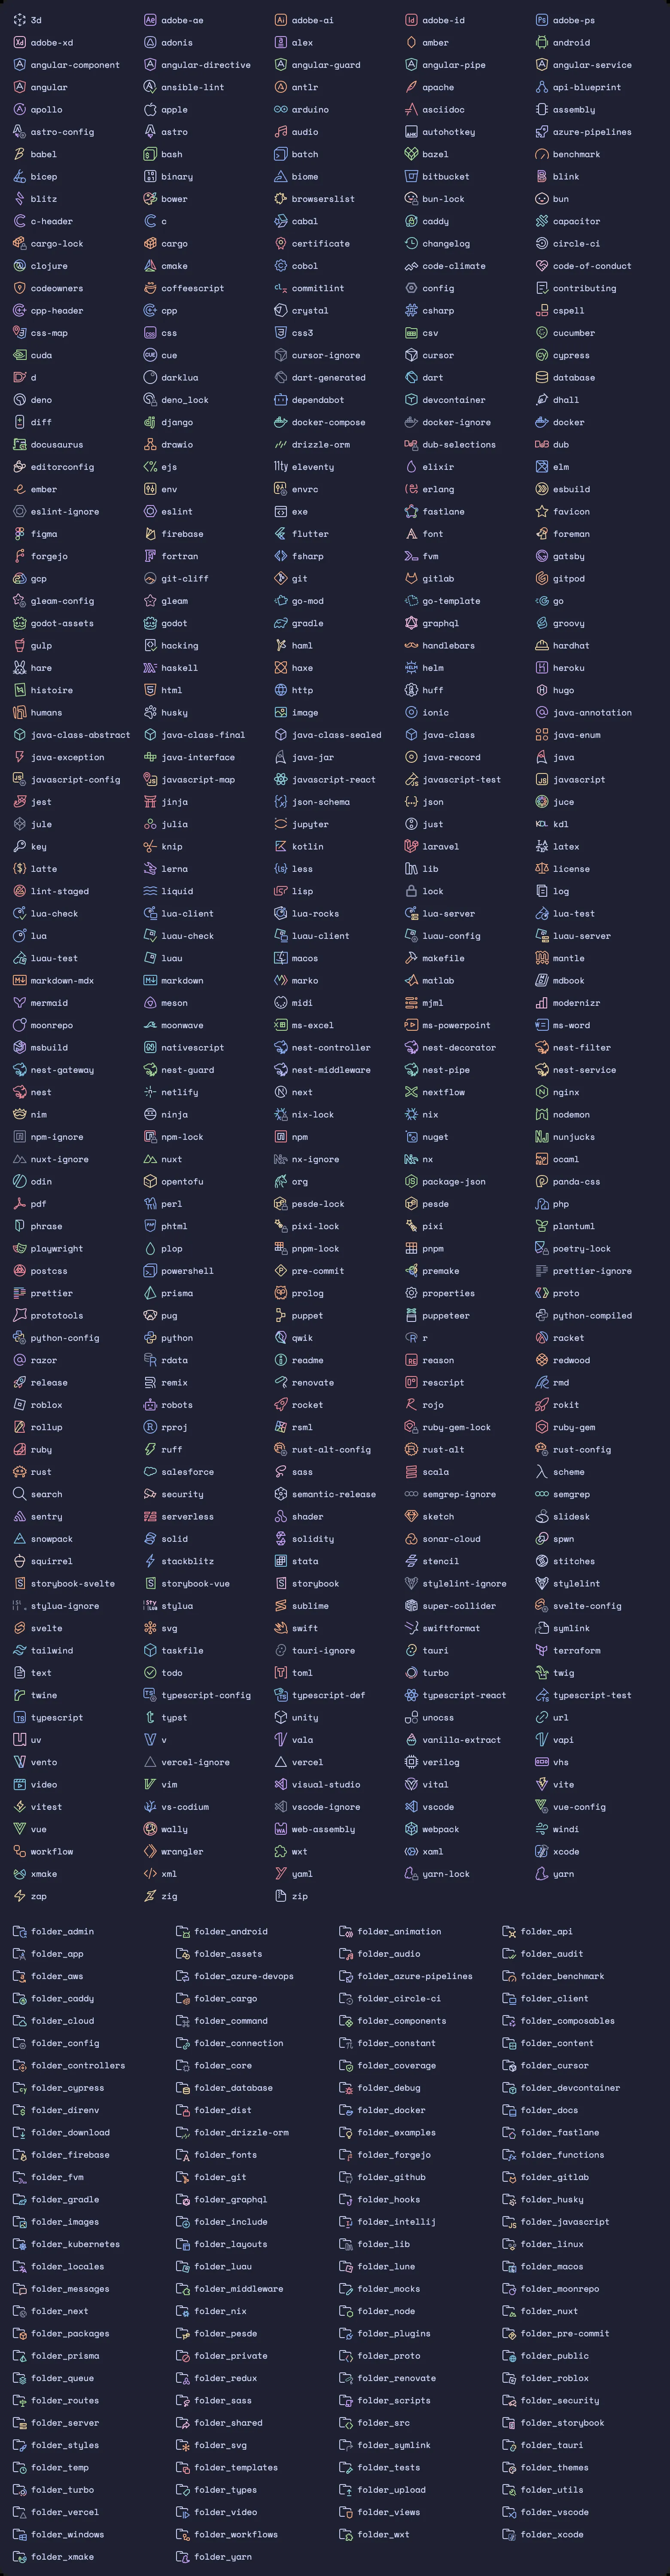 3d adobe-ae adobe-ai adobe-id adobe-ps
adobe-xd adonis alex amber android
angular-component angular-directive angular-guard angular-pipe angular-service
angular ansible-lint antlr apache api-blueprint
apollo apple arduino asciidoc assembly
astro-config astro audio autohotkey azure-pipelines
babel bash batch bazel benchmark
bicep binary biome bitbucket blink
blitz bower browserslist bun-lock bun
c-header c cabal caddy capacitor
cargo-lock cargo certificate changelog circle-ci
clojure cmake cobol code-climate code-of-conduct
codeowners coffeescript commitlint config contributing
cpp-header cpp crystal csharp cspell
css-map css css3 csv cucumber
cuda cue cursor-ignore cursor cypress
d darklua dart-generated dart database
deno deno_lock dependabot devcontainer dhall
diff django docker-compose docker-ignore docker
docusaurus drawio drizzle-orm dub-selections dub
editorconfig ejs eleventy elixir elm
ember env envrc erlang esbuild
eslint-ignore eslint exe fastlane favicon
figma firebase flutter font foreman
forgejo fortran fsharp fvm gatsby
gcp git-cliff git gitlab gitpod
gleam-config gleam go-mod go-template go
godot-assets godot gradle graphql groovy
gulp hacking haml handlebars hardhat
hare haskell haxe helm heroku
histoire html http huff hugo
humans husky image ionic java-annotation
java-class-abstract java-class-final java-class-sealed java-class java-enum
java-exception java-interface java-jar java-record java
javascript-config javascript-map javascript-react javascript-test javascript
jest jinja json-schema json juce
jule julia jupyter just kdl
key knip kotlin laravel latex
latte lerna less lib license
lint-staged liquid lisp lock log
lua-check lua-client lua-rocks lua-server lua-test
lua luau-check luau-client luau-config luau-server
luau-test luau macos makefile mantle
markdown-mdx markdown marko matlab mdbook
mermaid meson midi mjml modernizr
moonrepo moonwave ms-excel ms-powerpoint ms-word
msbuild nativescript nest-controller nest-decorator nest-filter
nest-gateway nest-guard nest-middleware nest-pipe nest-service
nest netlify next nextflow nginx
nim ninja nix-lock nix nodemon
npm-ignore npm-lock npm nuget nunjucks
nuxt-ignore nuxt nx-ignore nx ocaml
odin opentofu org package-json panda-css
pdf perl pesde-lock pesde php
phrase phtml pixi-lock pixi plantuml
playwright plop pnpm-lock pnpm poetry-lock
postcss powershell pre-commit premake prettier-ignore
prettier prisma prolog properties proto
prototools pug puppet puppeteer python-compiled
python-config python qwik r racket
razor rdata readme reason redwood
release remix renovate rescript rmd
roblox robots rocket rojo rokit
rollup rproj rsml ruby-gem-lock ruby-gem
ruby ruff rust-alt-config rust-alt rust-config
rust salesforce sass scala scheme
search security semantic-release semgrep-ignore semgrep
sentry serverless shader sketch slidesk
snowpack solid solidity sonar-cloud spwn
squirrel stackblitz stata stencil stitches
storybook-svelte storybook-vue storybook stylelint-ignore stylelint
stylua-ignore stylua sublime super-collider svelte-config
svelte svg swift swiftformat symlink
tailwind taskfile tauri-ignore tauri terraform
text todo toml turbo twig
twine typescript-config typescript-def typescript-react typescript-test
typescript typst unity unocss url
uv v vala vanilla-extract vapi
vento vercel-ignore vercel verilog vhs
video vim visual-studio vital vite
vitest vs-codium vscode-ignore vscode vue-config
vue wally web-assembly webpack windi
workflow wrangler wxt xaml xcode
xmake xml yaml yarn-lock yarn
zap zig zip
folder_admin folder_android folder_animation folder_api
folder_app folder_assets folder_audio folder_audit
folder_aws folder_azure-devops folder_azure-pipelines folder_benchmark
folder_caddy folder_cargo folder_circle-ci folder_client
folder_cloud folder_command folder_components folder_composables
folder_config folder_connection folder_constant folder_content
folder_controllers folder_core folder_coverage folder_cursor
folder_cypress folder_database folder_debug folder_devcontainer
folder_direnv folder_dist folder_docker folder_docs
folder_download folder_drizzle-orm folder_examples folder_fastlane
folder_firebase folder_fonts folder_forgejo folder_functions
folder_fvm folder_git folder_github folder_gitlab
folder_gradle folder_graphql folder_hooks folder_husky
folder_images folder_include folder_intellij folder_javascript
folder_kubernetes folder_layouts folder_lib folder_linux
folder_locales folder_luau folder_lune folder_macos
folder_messages folder_middleware folder_mocks folder_moonrepo
folder_next folder_nix folder_node folder_nuxt
folder_packages folder_pesde folder_plugins folder_pre-commit
folder_prisma folder_private folder_proto folder_public
folder_queue folder_redux folder_renovate folder_roblox
folder_routes folder_sass folder_scripts folder_security
folder_server folder_shared folder_src folder_storybook
folder_styles folder_svg folder_symlink folder_tauri
folder_temp folder_templates folder_tests folder_themes
folder_turbo folder_types folder_upload folder_utils
folder_vercel folder_video folder_views folder_vscode
folder_windows folder_workflows folder_wxt folder_xcode
folder_xmake folder_yarn